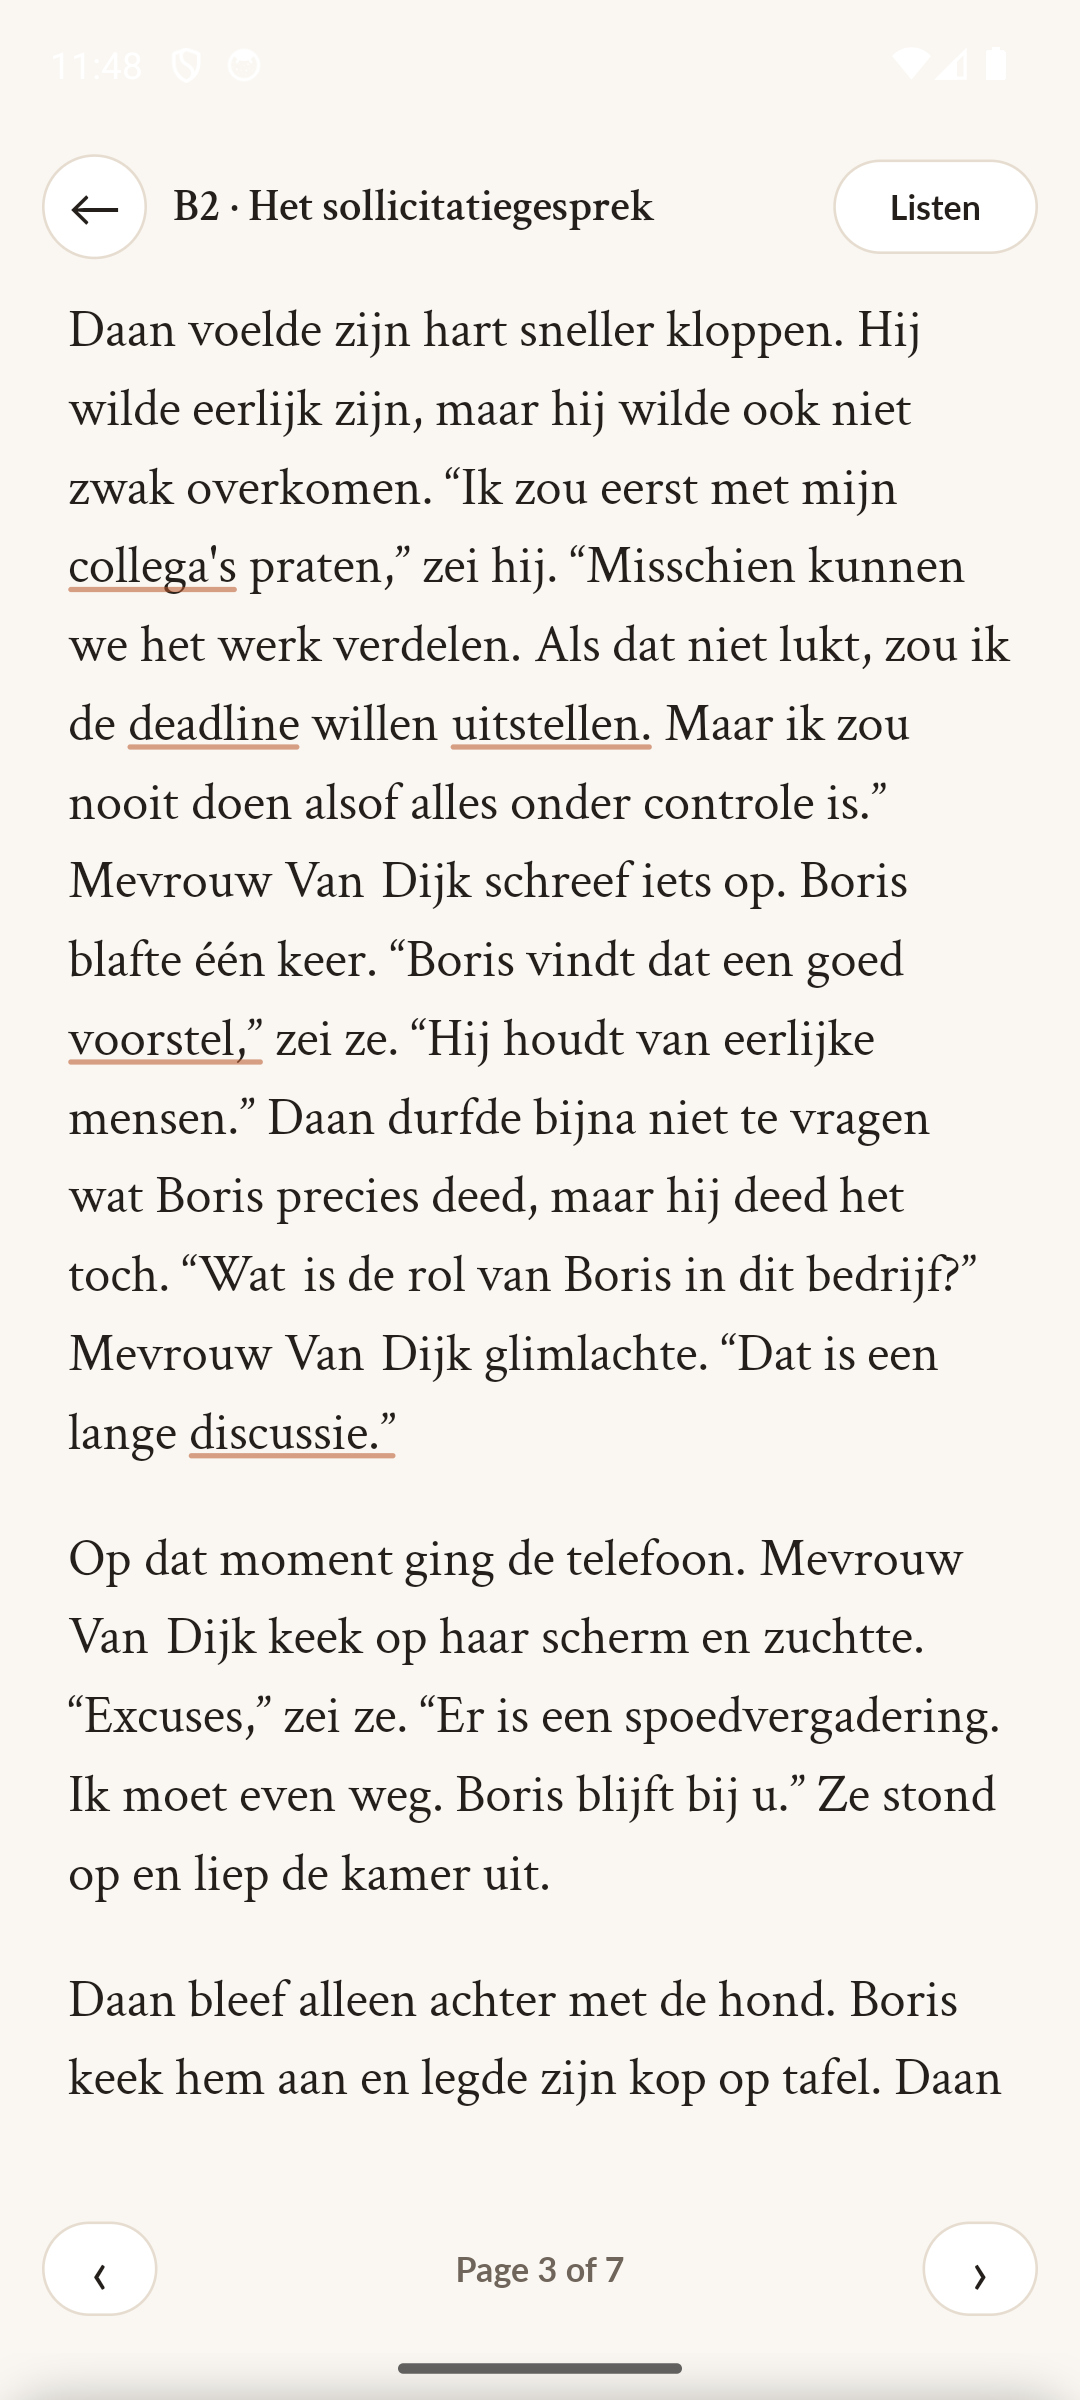 11:48
B2 · Het sollicitatiegesprek
Listen
Daan voelde zijn hart sneller kloppen. Hij
wilde eerlijk zijn, maar hij wilde ook niet
zwak overkomen. “Ik zou eerst met mijn
collega's praten,” zei hij. “Misschien kunnen
we het werk verdelen. Als dat niet lukt, zou ik
de deadline willen uitstellen. Maar ik zou
nooit doen alsof alles onder controle is.”
Mevrouw Van Dijk schreef iets op. Boris
blafte één keer. “Boris vindt dat een goed
voorstel,” zei ze. “Hij houdt van eerlijke
mensen.” Daan durfde bijna niet te vragen
wat Boris precies deed, maar hij deed het
toch. “Wat is de rol van Boris in dit bedrijf?”
Mevrouw Van Dijk glimlachte. “Dat is een
lange discussie.”
Op dat moment ging de telefoon. Mevrouw
Van Dijk keek op haar scherm en zuchtte.
“Excuses,” zei ze. “Er is een spoedvergadering.
Ik moet even weg. Boris blijft bij u.” Ze stond
op en liep de kamer uit.
Daan bleef alleen achter met de hond. Boris
keek hem aan en legde zijn kop op tafel. Daan
‹
Page 3 of 7
›